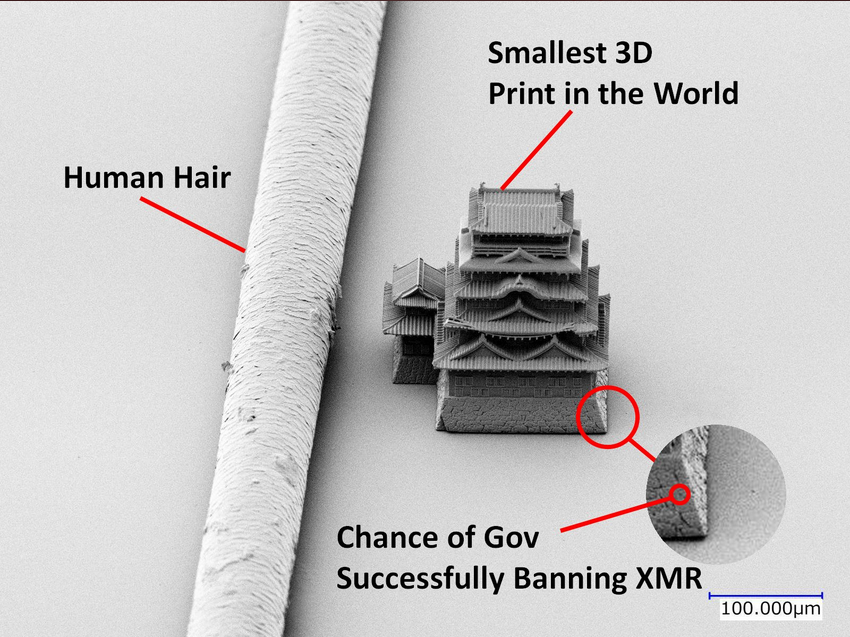 Smallest 3D
Print in the World
Human Hair
Chance of Gov
Successfully Banning XMR
100.000µm